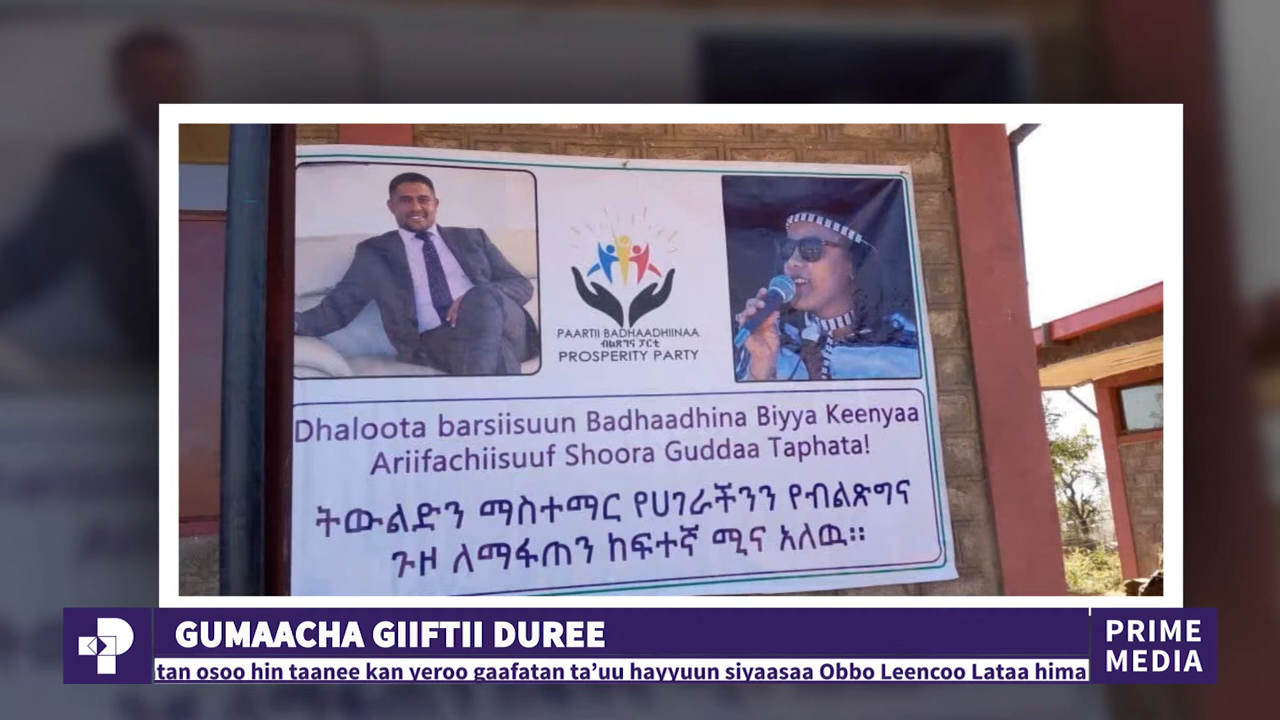 PAARTII BADHAADHIINAA
ብልፅግና ፓርቲ
PROSPERITY PARTY
Dhaloota barsiisuun Badhaadhina Biyya Keenyaa
Ariifachiisuuf Shoora Guddaa Taphata!
ትውልድን ማስተማር የሀገራችንን የብልጽግና
ጉዞ ለማፋጠን ከፍተኛ ሚና አለዉ።
GUMAACHA GIIFTII DUREE
tan osoo hin taanee kan yeroo gaafatan ta’uu hayyuun siyaasaa Obbo Leencoo Lataa hima
PRIME
MEDIA